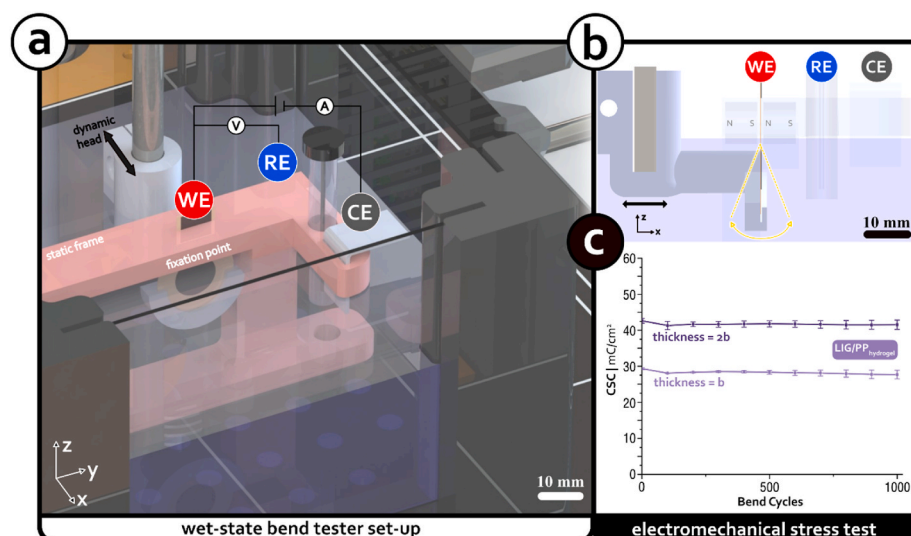 a
dynamic
head
A
V
RE
WE
CE
static frame
fixation point
z
y
x
10 mm
wet-state bend tester set-up
b
WE
RE
CE
N S N S
z
x
10 mm
c
60
50
40
30
20
10
0
CSC | mC/cm²
thickness = 2b
LIG/PP hydrogel
thickness = b
0
500
1000
Bend Cycles
electromechanical stress test